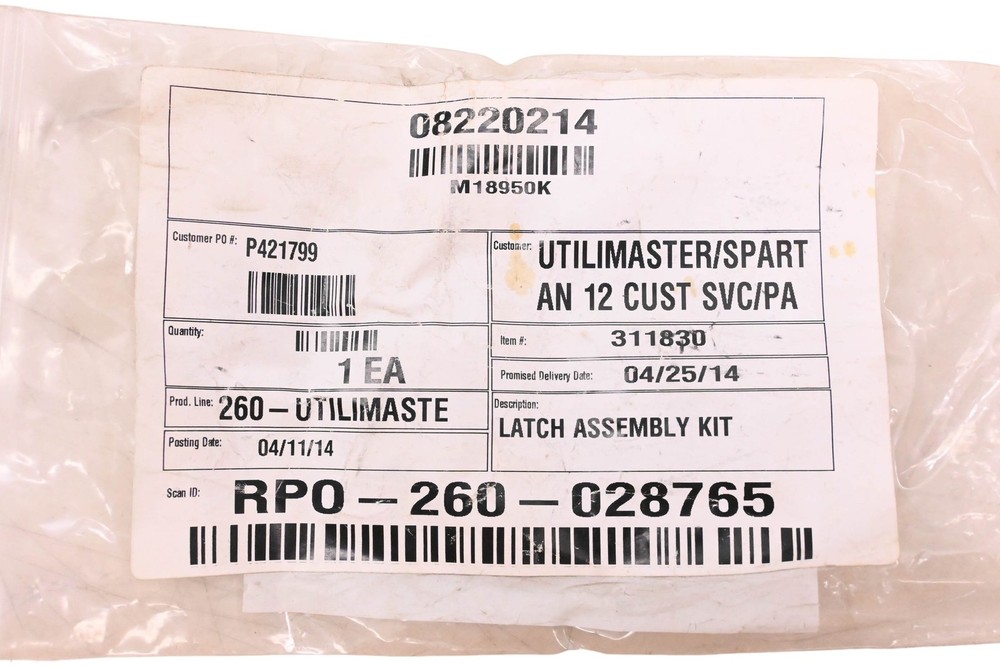 08220214
M18950K
Customer PO #: P421799
Customer: UTILIMASTER/SPART
AN 12 CUST SVC/PA
Quantity:
1 EA
Item #: 311830
Promised Delivery Date: 04/25/14
Prod. Line: 260-UTILIMASTE
Description:
LATCH ASSEMBLY KIT
Posting Date: 04/11/14
Scan ID: RPO-260-028765